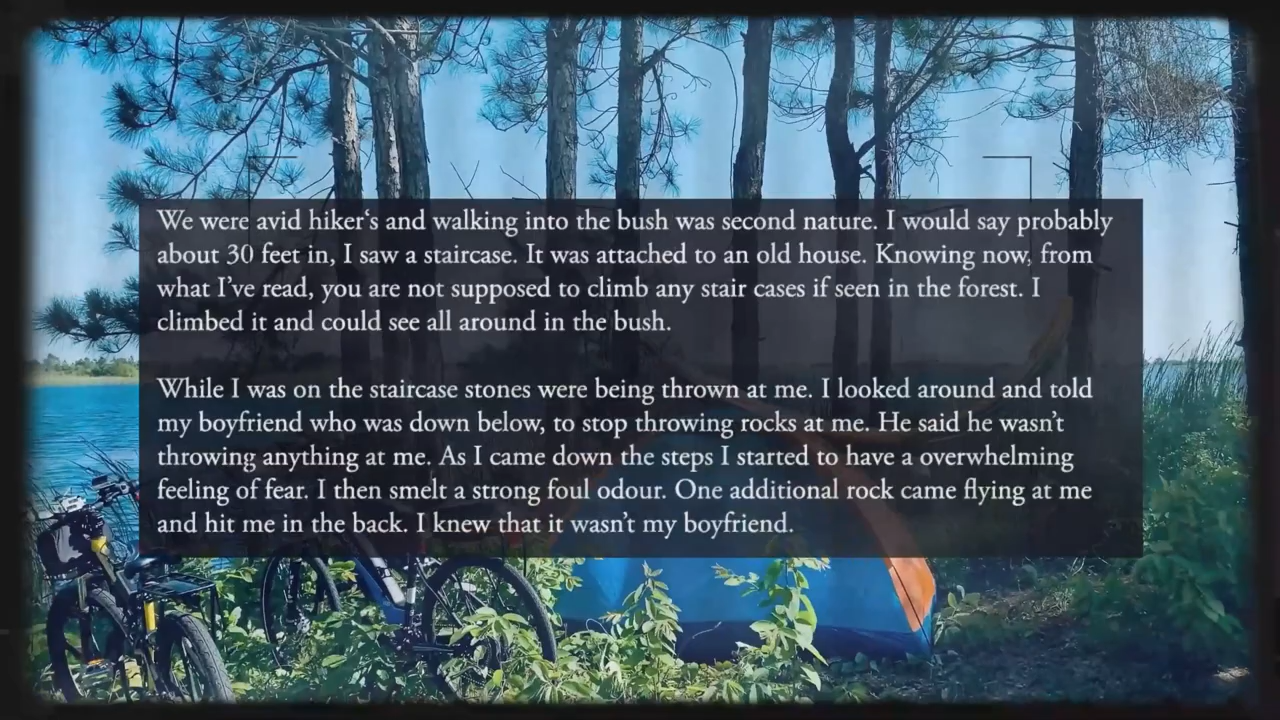 We were avid hiker‘s and walking into the bush was second nature. I would say probably
about 30 feet in, I saw a staircase. It was attached to an old house. Knowing now, from
what I’ve read, you are not supposed to climb any stair cases if seen in the forest. I
climbed it and could see all around in the bush.
While I was on the staircase stones were being thrown at me. I looked around and told
my boyfriend who was down below, to stop throwing rocks at me. He said he wasn’t
throwing anything at me. As I came down the steps I started to have a overwhelming
feeling of fear. I then smelt a strong foul odour. One additional rock came flying at me
and hit me in the back. I knew that it wasn’t my boyfriend.